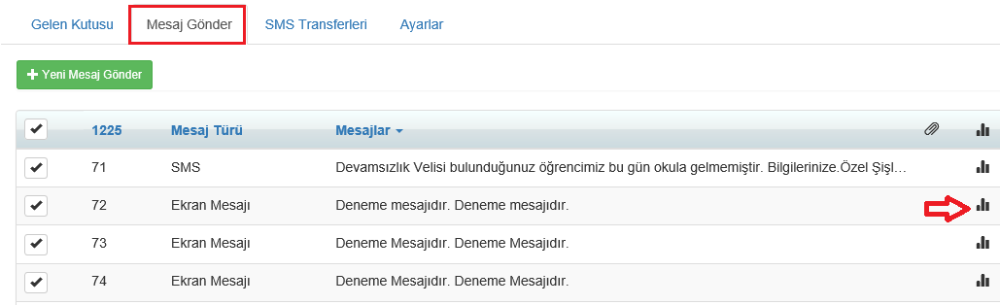 Gelen Kutusu Mesaj Gönder SMS Transferleri Ayarlar
Yeni Mesaj Gönder
1225 Mesaj Türü Mesajlar
71 SMS Devamsızlık Velisi bulunduğunuz öğrencimiz bu gün okula gelmemiştir. Bilgilerinize.Özel Şişl...
72 Ekran Mesajı Deneme mesajıdır. Deneme mesajıdır.
73 Ekran Mesajı Deneme Mesajıdır. Deneme Mesajıdır.
74 Ekran Mesajı Deneme Mesajıdır. Deneme Mesajıdır.